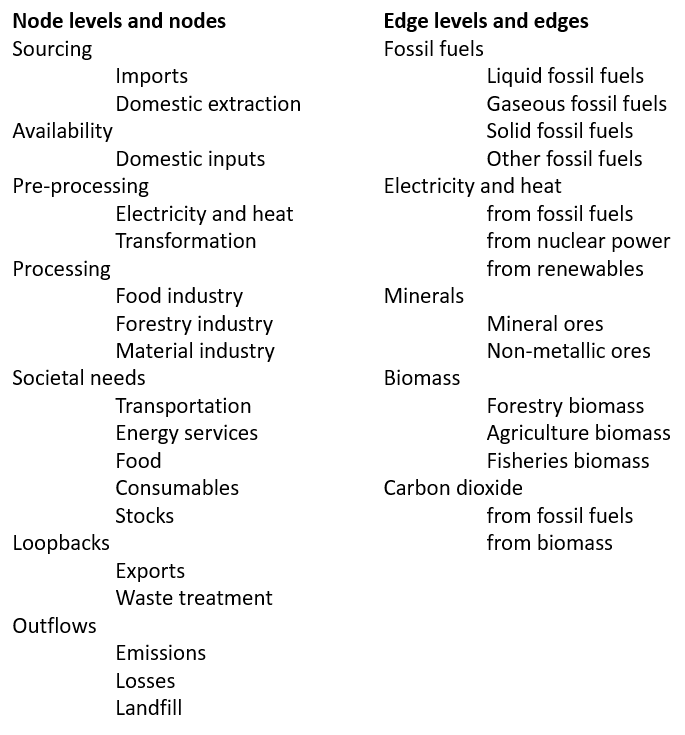 Node levels and nodes
Sourcing
Imports
Domestic extraction
Availability
Domestic inputs
Pre-processing
Electricity and heat
Transformation
Processing
Food industry
Forestry industry
Material industry
Societal needs
Transportation
Energy services
Food
Consumables
Stocks
Loopbacks
Exports
Waste treatment
Outflows
Emissions
Losses
Landfill
Edge levels and edges
Fossil fuels
Liquid fossil fuels
Gaseous fossil fuels
Solid fossil fuels
Other fossil fuels
Electricity and heat
from fossil fuels
from nuclear power
from renewables
Minerals
Mineral ores
Non-metallic ores
Biomass
Forestry biomass
Agriculture biomass
Fisheries biomass
Carbon dioxide
from fossil fuels
from biomass